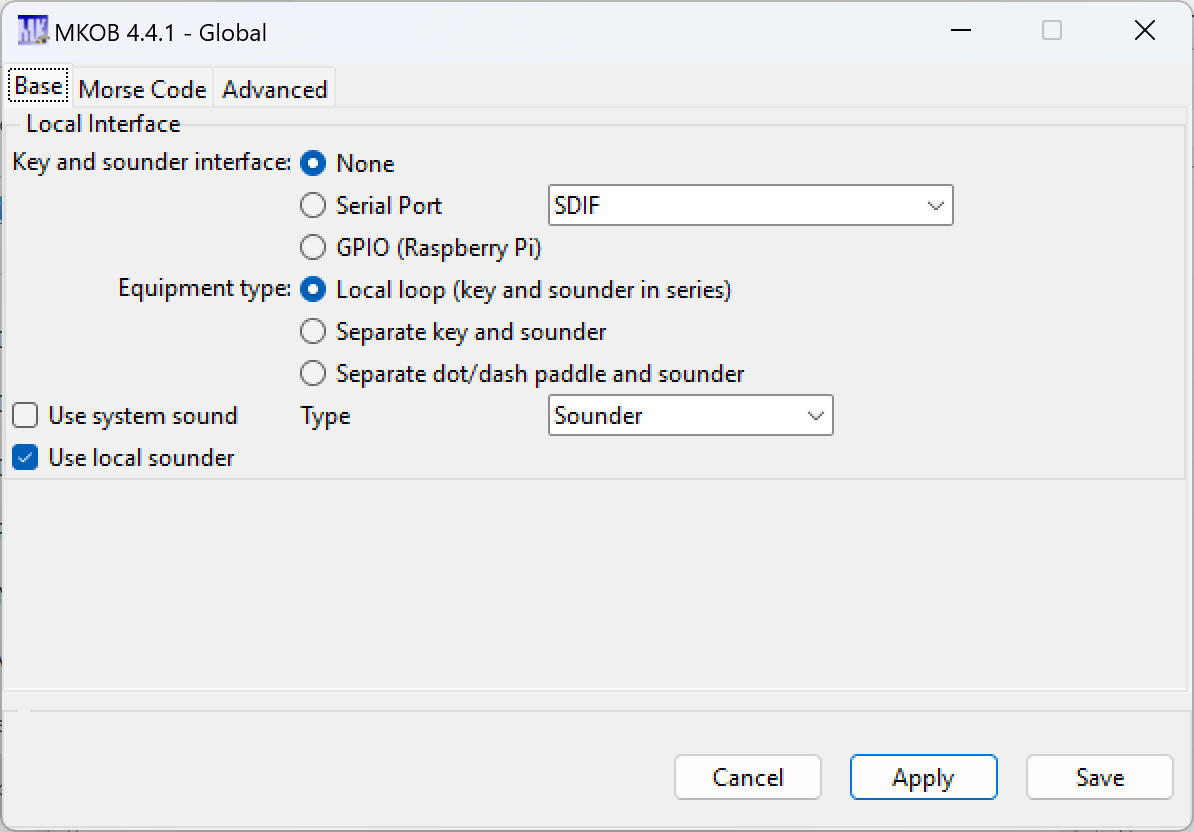 MKOB 4.4.1 - Global
Base Morse Code Advanced
Local Interface
Key and sounder interface: None
Serial Port SDIF
GPIO (Raspberry Pi)
Equipment type: Local loop (key and sounder in series)
Separate key and sounder
Separate dot/dash paddle and sounder
Use system sound Type Sounder
Use local sounder
Cancel Apply Save